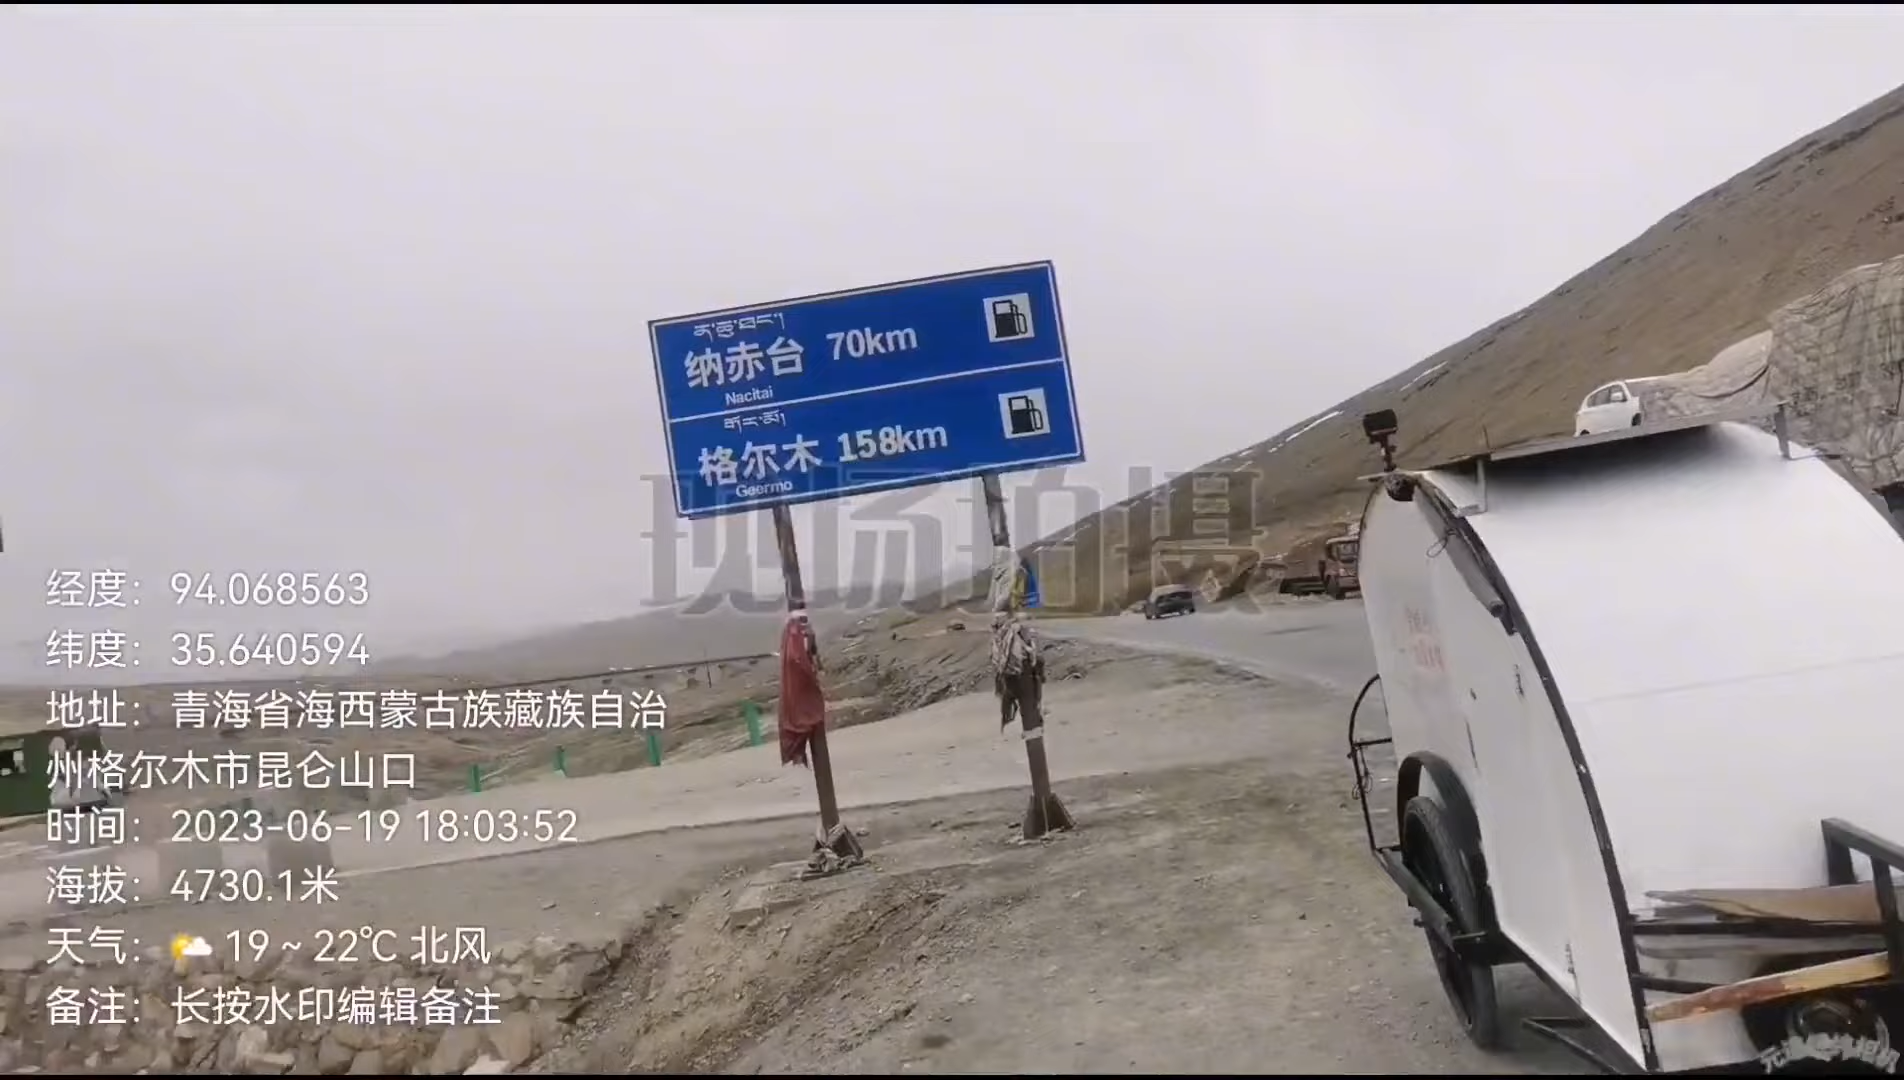 ན་ཆུ་ཐང་།
纳赤台 70km
Nacitai
གོར་མོ།
格尔木 158km
Geermo
现场拍摄
经度：94.068563
纬度：35.640594
地址：青海省海西蒙古族藏族自治
州格尔木市昆仑山口
时间：2023-06-19 18:03:52
海拔：4730.1米
天气：19~22℃ 北风
备注：长按水印编辑备注